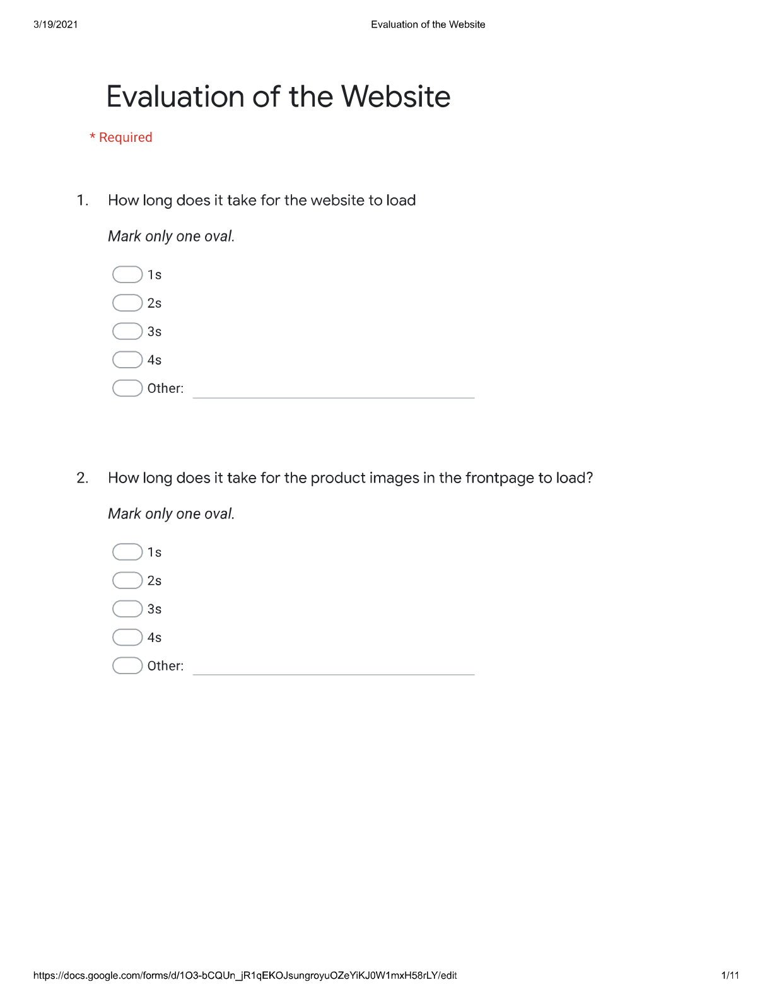 3/19/2021 Evaluation of the Website
Evaluation of the Website
* Required
1. How long does it take for the website to load
Mark only one oval.
1s
2s
3s
4s
Other:
2. How long does it take for the product images in the frontpage to load?
Mark only one oval.
1s
2s
3s
4s
Other:
https://docs.google.com/forms/d/1O3-bCQUn_jR1qEKOJsungroyuOZeYiKJ0W1mxH58rLY/edit 1/11